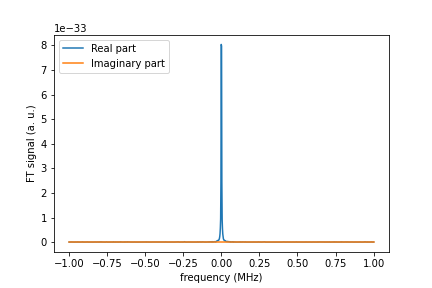 1e−33
8
7
6
5
4
3
2
1
0
FT signal (a. u.)
Real part
Imaginary part
−1.00 −0.75 −0.50 −0.25 0.00 0.25 0.50 0.75 1.00
frequency (MHz)